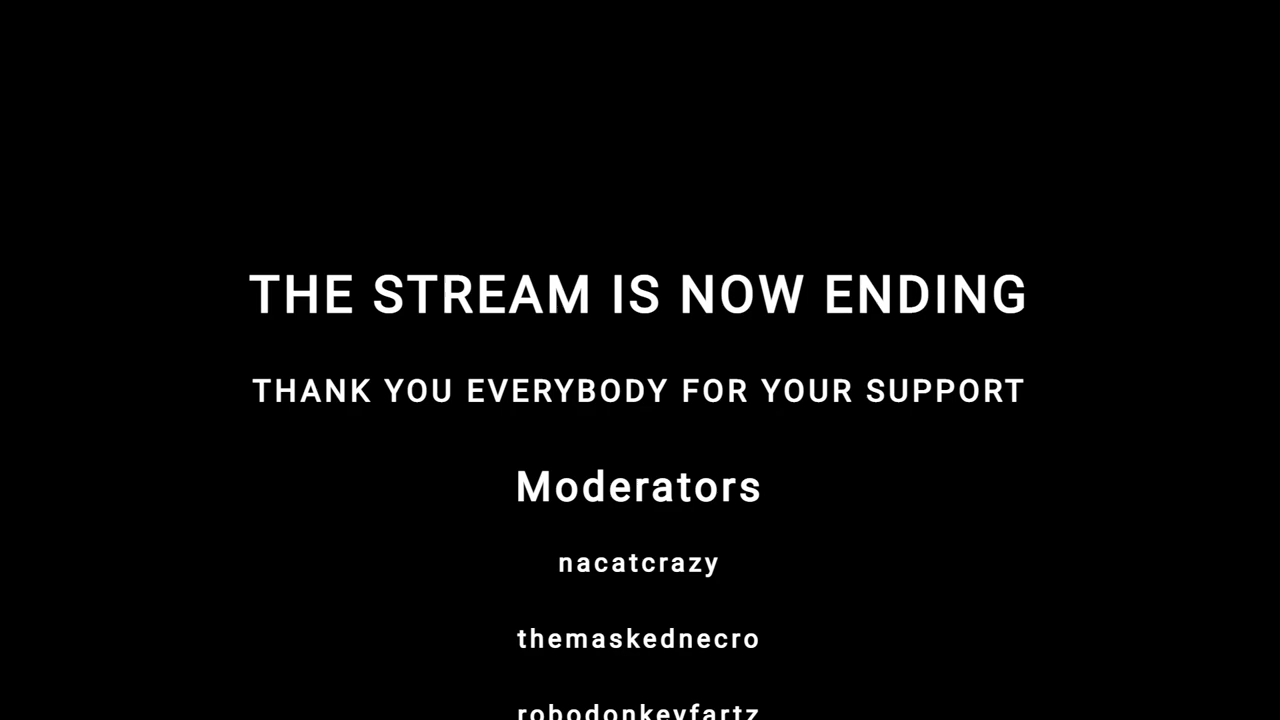 THE STREAM IS NOW ENDING
THANK YOU EVERYBODY FOR YOUR SUPPORT
Moderators
nacatcrazy
themaskednecro
robodonkeyfartz